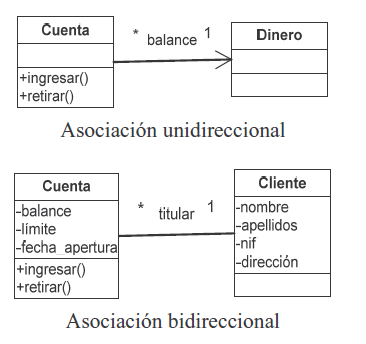 Cuenta
* balance 1
Dinero
+ingresar()
+retirar()
Asociación unidireccional
Cuenta
-balance
-límite
-fecha_apertura
+ingresar()
+retirar()
* titular 1
Cliente
-nombre
-apellidos
-nif
-dirección
Asociación bidireccional